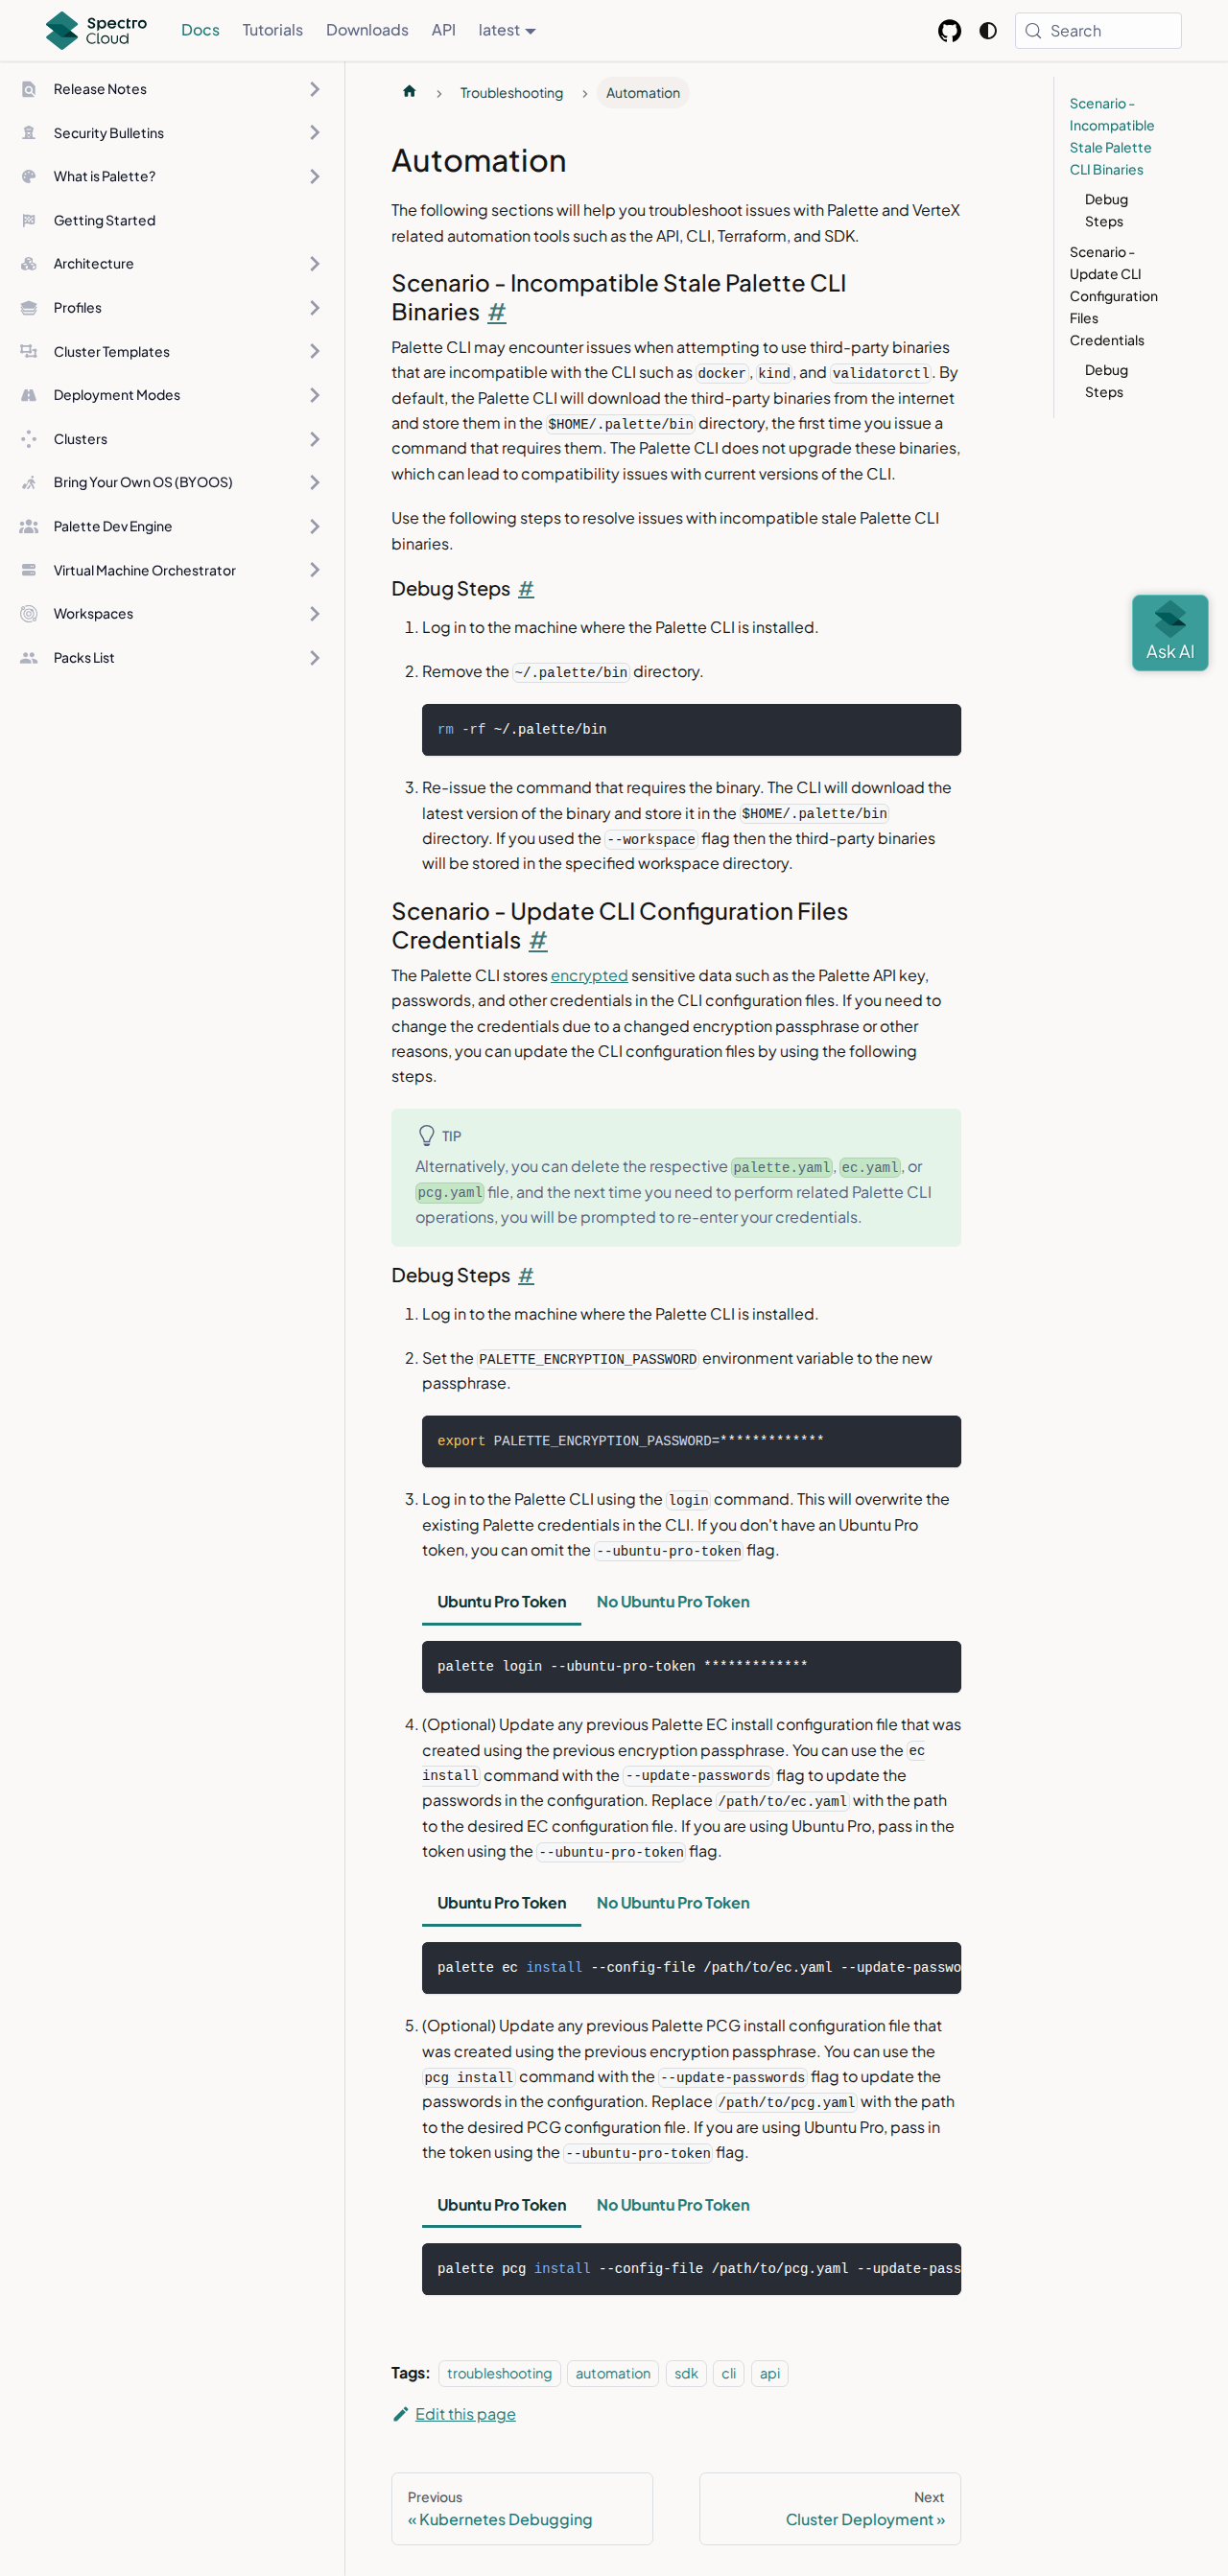 Spectro
Cloud
Docs
Tutorials
Downloads
API
latest
Search
Release Notes
Security Bulletins
What is Palette?
Getting Started
Architecture
Profiles
Cluster Templates
Deployment Modes
Clusters
Bring Your Own OS (BYOOS)
Palette Dev Engine
Virtual Machine Orchestrator
Workspaces
Packs List
Troubleshooting
Automation
Automation
The following sections will help you troubleshoot issues with Palette and VerteX
related automation tools such as the API, CLI, Terraform, and SDK.
Scenario - Incompatible Stale Palette CLI
Binaries #
Palette CLI may encounter issues when attempting to use third-party binaries
that are incompatible with the CLI such as docker, kind, and validatorctl. By
default, the Palette CLI will download the third-party binaries from the internet
and store them in the $HOME/.palette/bin directory, the first time you issue a
command that requires them. The Palette CLI does not upgrade these binaries,
which can lead to compatibility issues with current versions of the CLI.
Use the following steps to resolve issues with incompatible stale Palette CLI
binaries.
Debug Steps #
1. Log in to the machine where the Palette CLI is installed.
2. Remove the ~/.palette/bin directory.
rm -rf ~/.palette/bin
3. Re-issue the command that requires the binary. The CLI will download the
latest version of the binary and store it in the $HOME/.palette/bin
directory. If you used the --workspace flag then the third-party binaries
will be stored in the specified workspace directory.
Scenario - Update CLI Configuration Files
Credentials #
The Palette CLI stores encrypted sensitive data such as the Palette API key,
passwords, and other credentials in the CLI configuration files. If you need to
change the credentials due to a changed encryption passphrase or other
reasons, you can update the CLI configuration files by using the following
steps.
TIP
Alternatively, you can delete the respective palette.yaml, ec.yaml, or
pcg.yaml file, and the next time you need to perform related Palette CLI
operations, you will be prompted to re-enter your credentials.
Debug Steps #
1. Log in to the machine where the Palette CLI is installed.
2. Set the PALETTE_ENCRYPTION_PASSWORD environment variable to the new
passphrase.
export PALETTE_ENCRYPTION_PASSWORD=*************
3. Log in to the Palette CLI using the login command. This will overwrite the
existing Palette credentials in the CLI. If you don't have an Ubuntu Pro
token, you can omit the --ubuntu-pro-token flag.
Ubuntu Pro Token
No Ubuntu Pro Token
palette login --ubuntu-pro-token *************
4. (Optional) Update any previous Palette EC install configuration file that was
created using the previous encryption passphrase. You can use the ec
install command with the --update-passwords flag to update the
passwords in the configuration. Replace /path/to/ec.yaml with the path
to the desired EC configuration file. If you are using Ubuntu Pro, pass in the
token using the --ubuntu-pro-token flag.
Ubuntu Pro Token
No Ubuntu Pro Token
palette ec install --config-file /path/to/ec.yaml --update-passwo
5. (Optional) Update any previous Palette PCG install configuration file that
was created using the previous encryption passphrase. You can use the
pcg install command with the --update-passwords flag to update the
passwords in the configuration. Replace /path/to/pcg.yaml with the path
to the desired PCG configuration file. If you are using Ubuntu Pro, pass in
the token using the --ubuntu-pro-token flag.
Ubuntu Pro Token
No Ubuntu Pro Token
palette pcg install --config-file /path/to/pcg.yaml --update-pass
Tags: troubleshooting automation sdk cli api
Edit this page
Previous
« Kubernetes Debugging
Next
Cluster Deployment »
Scenario -
Incompatible
Stale Palette
CLI Binaries
Debug
Steps
Scenario -
Update CLI
Configuration
Files
Credentials
Debug
Steps
Ask AI